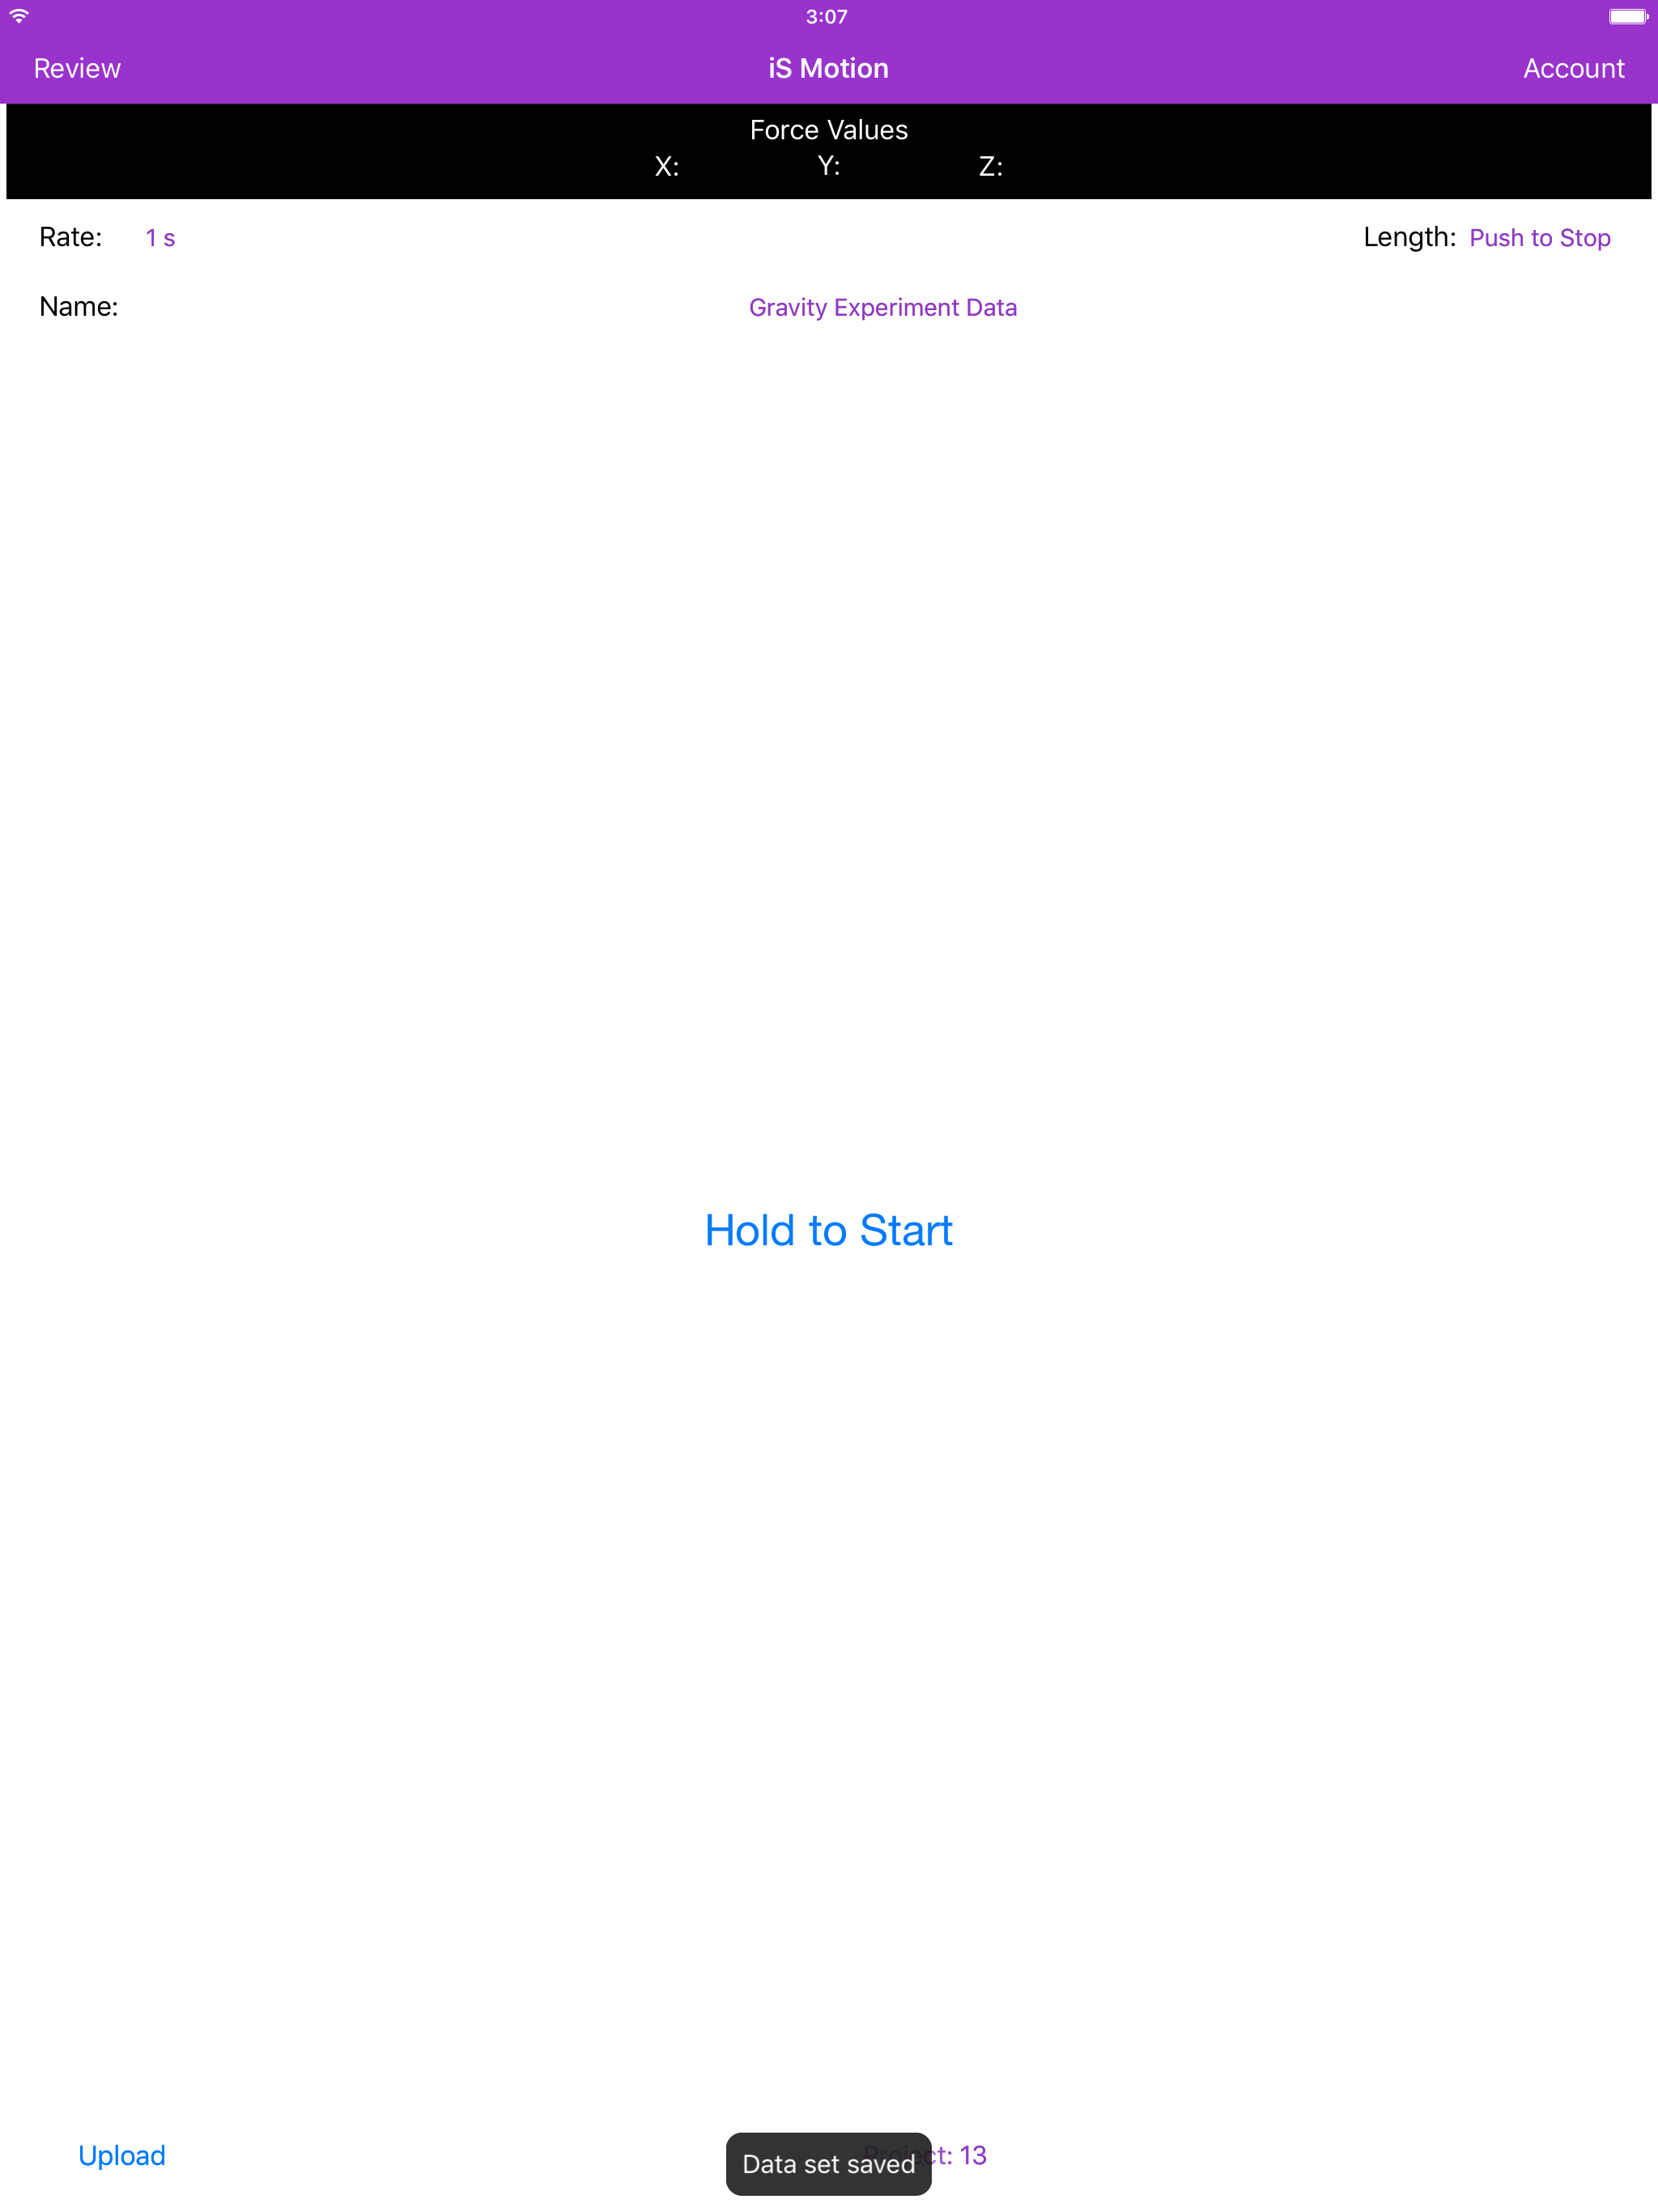 3:07
Review iS Motion Account
Force Values
X: Y: Z:
Rate: 1 s Length: Push to Stop
Name: Gravity Experiment Data
Hold to Start
Upload Project: 13
Data set saved